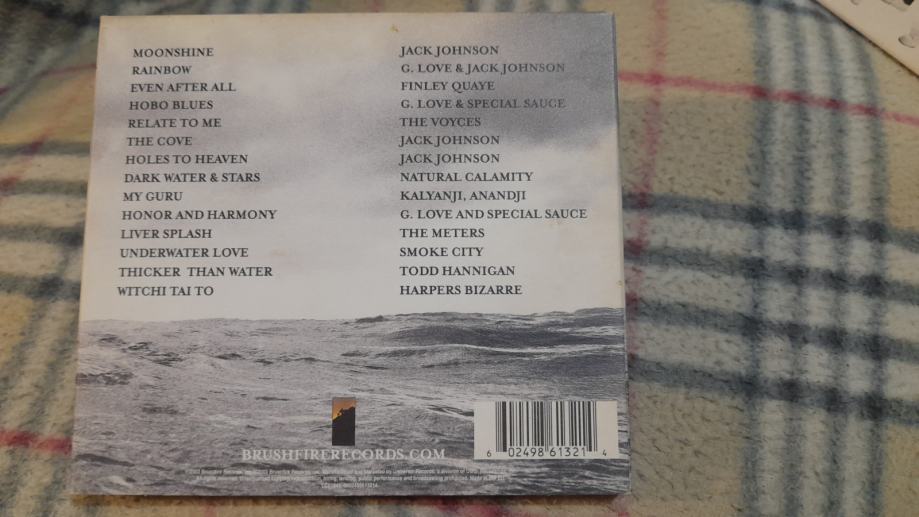 MOONSHINE JACK JOHNSON
RAINBOW G. LOVE & JACK JOHNSON
EVEN AFTER ALL FINLEY QUAYE
HOBO BLUES G. LOVE & SPECIAL SAUCE
RELATE TO ME THE VOYCES
THE COVE JACK JOHNSON
HOLES TO HEAVEN JACK JOHNSON
DARK WATER & STARS NATURAL CALAMITY
MY GURU KALYANJI, ANANDJI
HONOR AND HARMONY G. LOVE AND SPECIAL SAUCE
LIVER SPLASH THE METERS
UNDERWATER LOVE SMOKE CITY
THICKER THAN WATER TODD HANNIGAN
WITCHI TAI TO HARPERS BIZARRE
BRUSHFIRERECORDS.COM
6 02498 61321 4